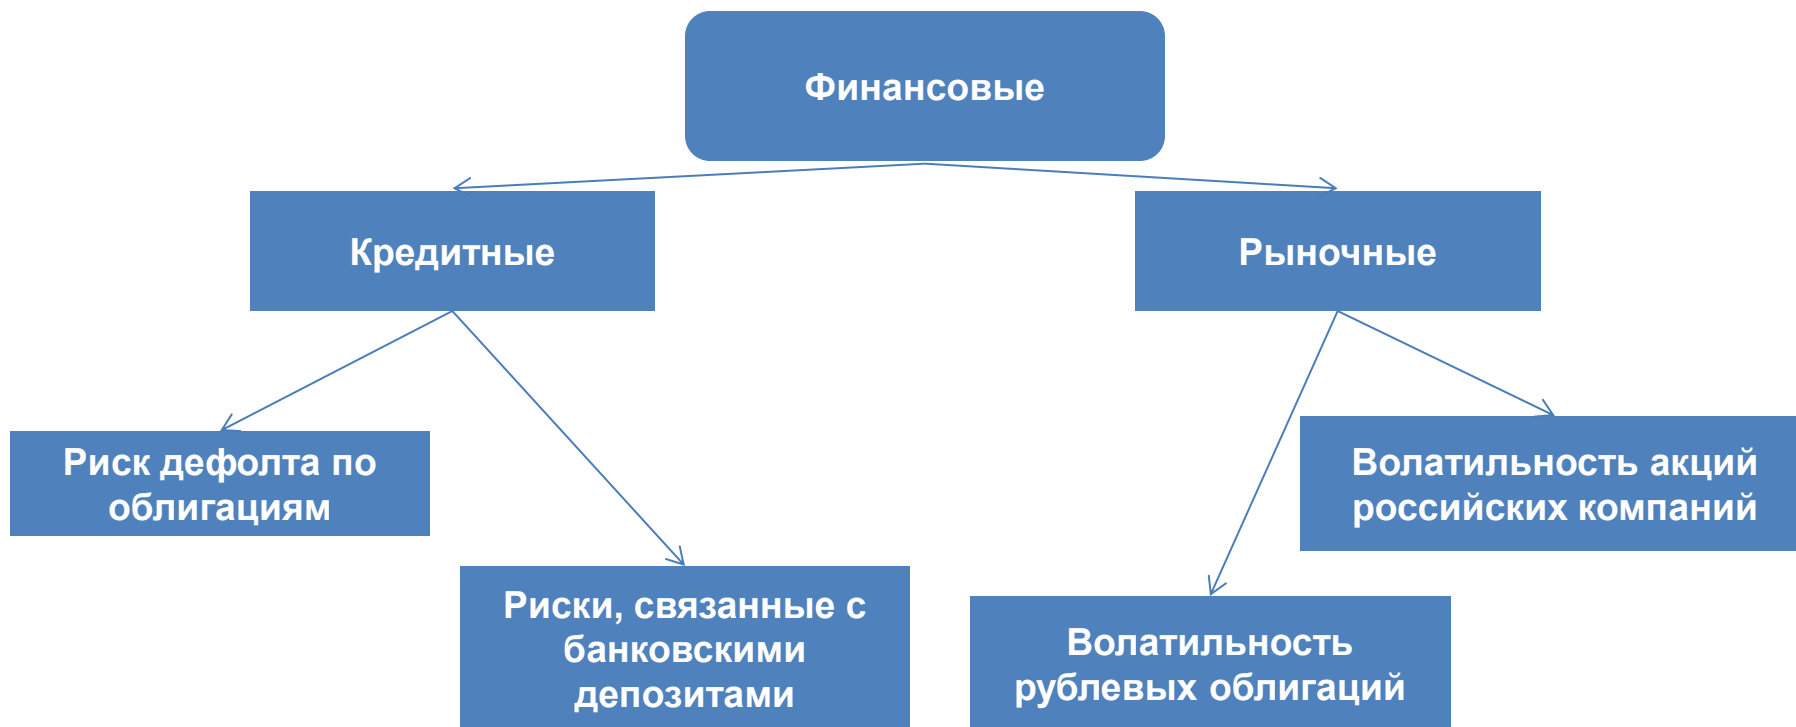 Финансовые
Кредитные
Рыночные
Риск дефолта по
облигациям
Волатильность акций
российских компаний
Риски, связанные с
банковскими
депозитами
Волатильность
рублевых облигаций